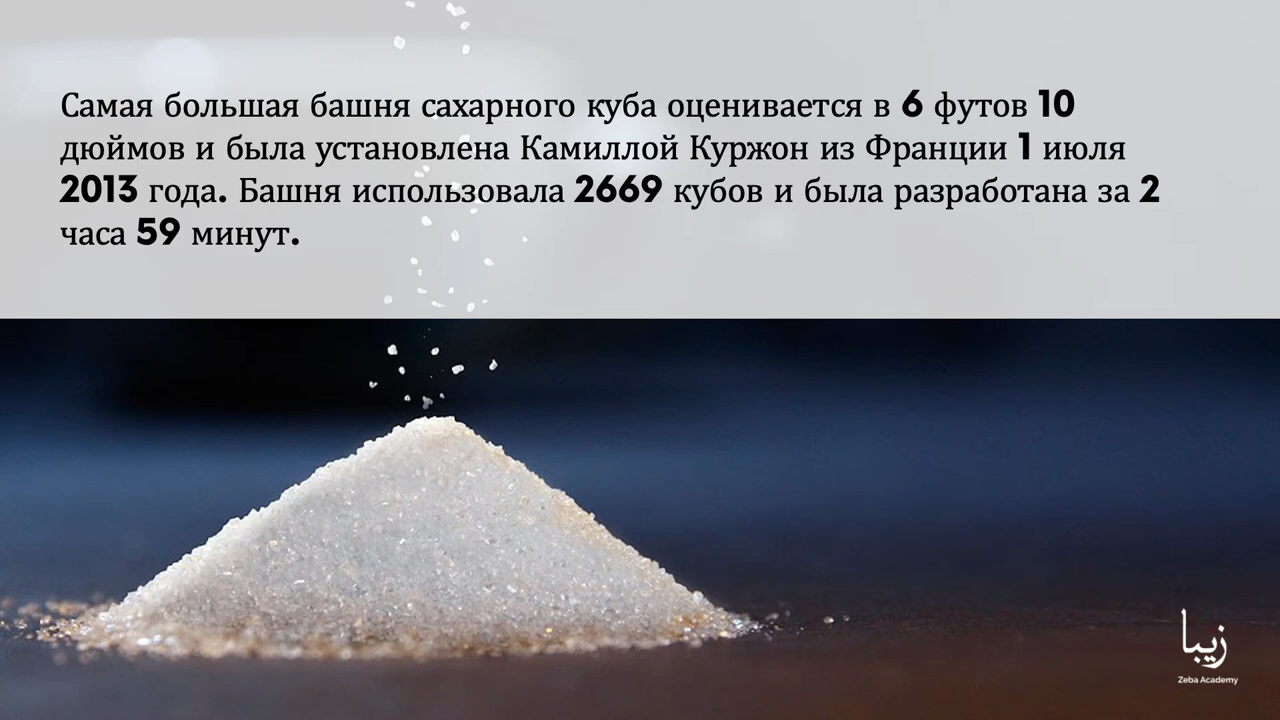 Самая большая башня сахарного куба оценивается в 6 футов 10
дюймов и была установлена Камиллой Куржон из Франции 1 июля
2013 года. Башня использовала 2669 кубов и была разработана за 2
часа 59 минут.
زيبا
Zeba Academy